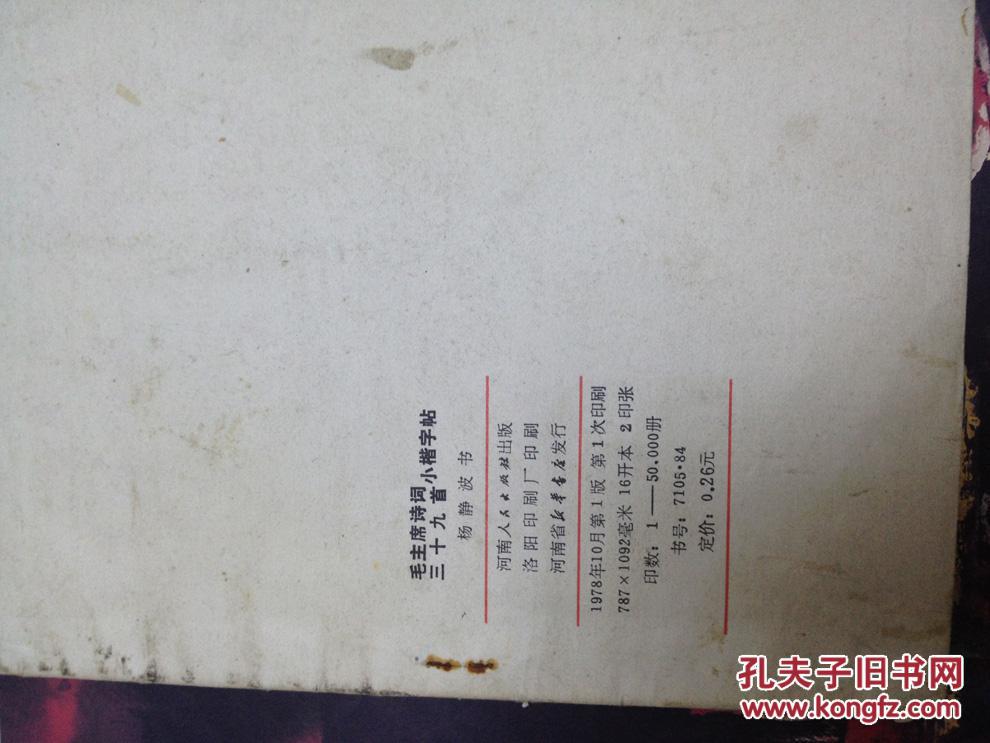 毛主席诗词
三十九首小楷字帖
杨静波书
河南人民出版社出版
洛阳印刷厂印刷
河南省新华书店发行
1978年10月第1版 第1次印刷
787×1092毫米 16开本 2印张
印数：1——50.000册
书号：7105·84
定价：0.26元
孔夫子旧书网
www.kongfz.com